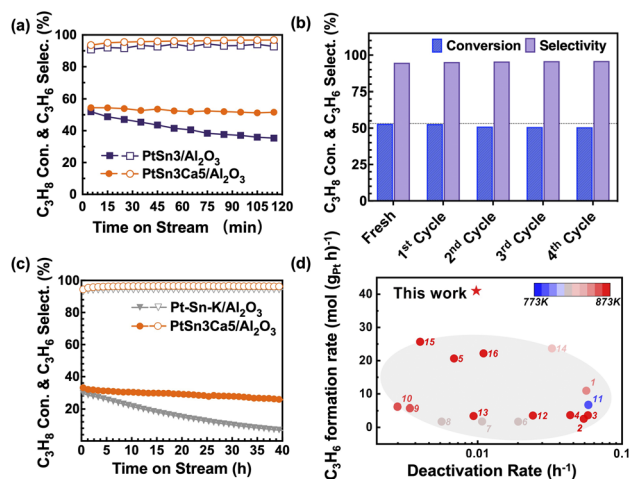 (a)
C₃H₈ Con. & C₃H₆ Selec. (%)
100
80
60
40
20
0
PtSn3/Al₂O₃
PtSn3Ca5/Al₂O₃
0 15 30 45 60 75 90 105 120
Time on Stream (min)
(b)
C₃H₈ Con. & C₃H₆ Select. (%)
125
100
75
50
25
0
Conversion
Selectivity
Fresh
1ˢᵗ Cycle
2ⁿᵈ Cycle
3ʳᵈ Cycle
4ᵗʰ Cycle
(c)
C₃H₈ Con. & C₃H₆ Selec. (%)
100
80
60
40
20
Pt-Sn-K/Al₂O₃
PtSn3Ca5/Al₂O₃
0 5 10 15 20 25 30 35 40
Time on Stream (h)
(d)
C₃H₆ formation rate (mol (gPt h)⁻¹)
50
40
30
20
10
0
This work
773K
873K
15
5
16
14
1
11
10
9
8
13
7
6
12
4
3
2
0.01
0.1
Deactivation Rate (h⁻¹)